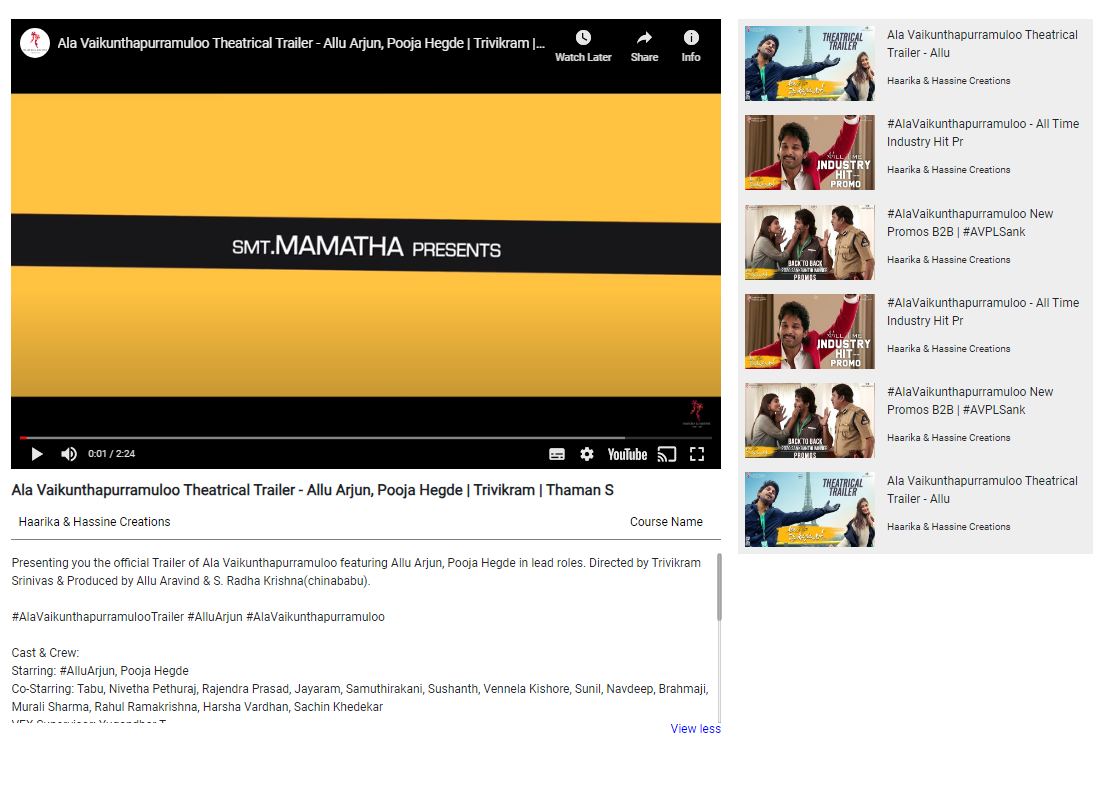 Ala Vaikunthapurramuloo Theatrical Trailer - Allu Arjun, Pooja Hegde | Trivikram |...
Watch Later
Share
Info
SMT.MAMATHA PRESENTS
0:01 / 2:24
YouTube
Ala Vaikunthapurramuloo Theatrical Trailer - Allu Arjun, Pooja Hegde | Trivikram | Thaman S
Haarika & Hassine Creations
Course Name
Presenting you the official Trailer of Ala Vaikunthapurramuloo featuring Allu Arjun, Pooja Hegde in lead roles. Directed by Trivikram
Srinivas & Produced by Allu Aravind & S. Radha Krishna(chinababu).
#AlaVaikunthapurramulooTrailer #AlluArjun #AlaVaikunthapurramuloo
Cast & Crew:
Starring: #AlluArjun, Pooja Hegde
Co-Starring: Tabu, Nivetha Pethuraj, Rajendra Prasad, Jayaram, Samuthirakani, Sushanth, Vennela Kishore, Sunil, Navdeep, Brahmaji,
Murali Sharma, Rahul Ramakrishna, Harsha Vardhan, Sachin Khedekar
VFX Supervisor: Yugandhar T
View less
THEATRICAL
TRAILER
Ala Vaikunthapurramuloo Theatrical
Trailer - Allu
Haarika & Hassine Creations
ALL TIME
INDUSTRY
HIT
PROMO
#AlaVaikunthapurramuloo - All Time
Industry Hit Pr
Haarika & Hassine Creations
BACK TO BACK
PROMOS
#AlaVaikunthapurramuloo New
Promos B2B | #AVPLSank
Haarika & Hassine Creations
ALL TIME
INDUSTRY
HIT
PROMO
#AlaVaikunthapurramuloo - All Time
Industry Hit Pr
Haarika & Hassine Creations
BACK TO BACK
PROMOS
#AlaVaikunthapurramuloo New
Promos B2B | #AVPLSank
Haarika & Hassine Creations
THEATRICAL
TRAILER
Ala Vaikunthapurramuloo Theatrical
Trailer - Allu
Haarika & Hassine Creations